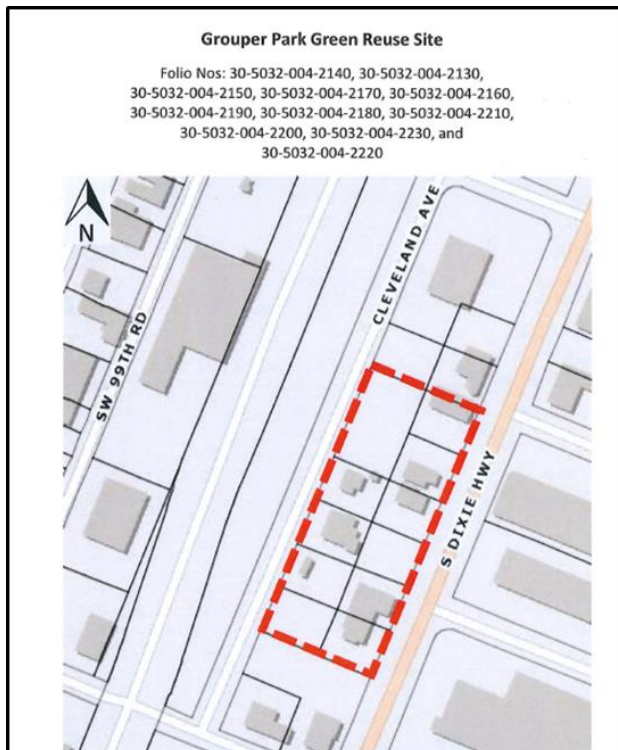 Grouper Park Green Reuse Site
Folio Nos: 30-5032-004-2140, 30-5032-004-2130,
30-5032-004-2150, 30-5032-004-2170, 30-5032-004-2160,
30-5032-004-2190, 30-5032-004-2180, 30-5032-004-2210,
30-5032-004-2200, 30-5032-004-2230, and
30-5032-004-2220
N
CLEVELAND AVE
SW 99TH RD
S DIXIE HWY